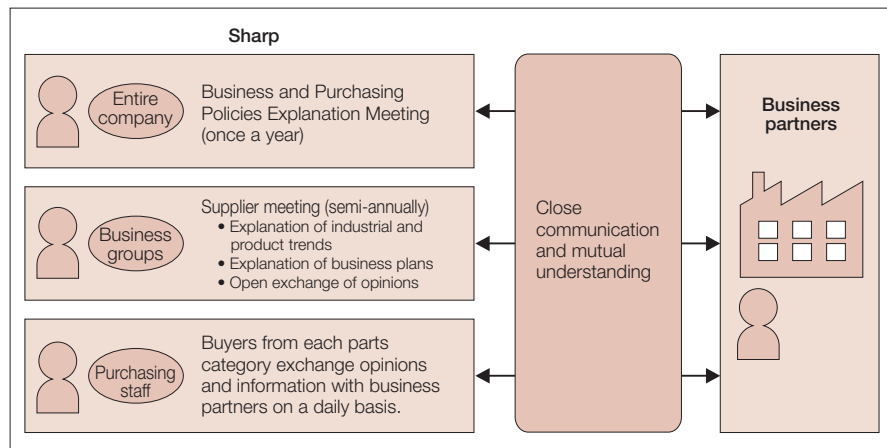 Sharp
Entire
company
Business and Purchasing
Policies Explanation Meeting
(once a year)
Business
groups
Supplier meeting (semi-annually)
• Explanation of industrial and
product trends
• Explanation of business plans
• Open exchange of opinions
Purchasing
staff
Buyers from each parts
category exchange opinions
and information with business
partners on a daily basis.
Close
communication
and mutual
understanding
Business
partners